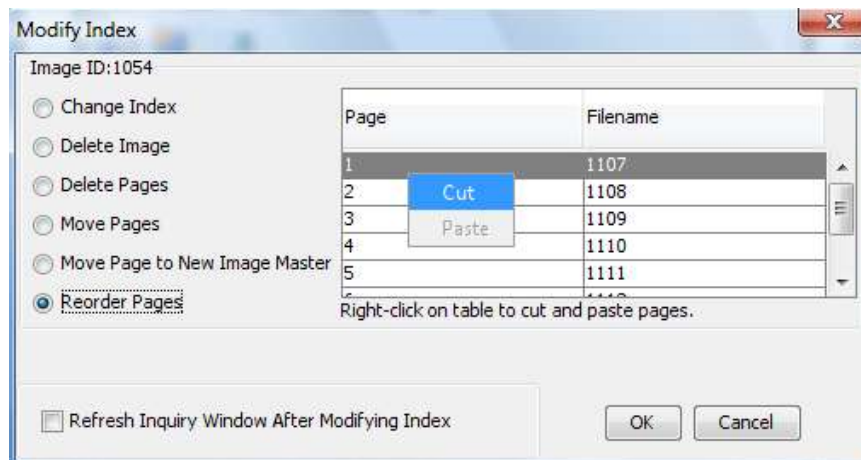 Modify Index
Image ID:1054
Change Index
Delete Image
Delete Pages
Move Pages
Move Page to New Image Master
Reorder Pages
Page Filename
1 1107
2 1108
3 1109
4 1110
5 1111
Cut
Paste
Right-click on table to cut and paste pages.
Refresh Inquiry Window After Modifying Index
OK Cancel